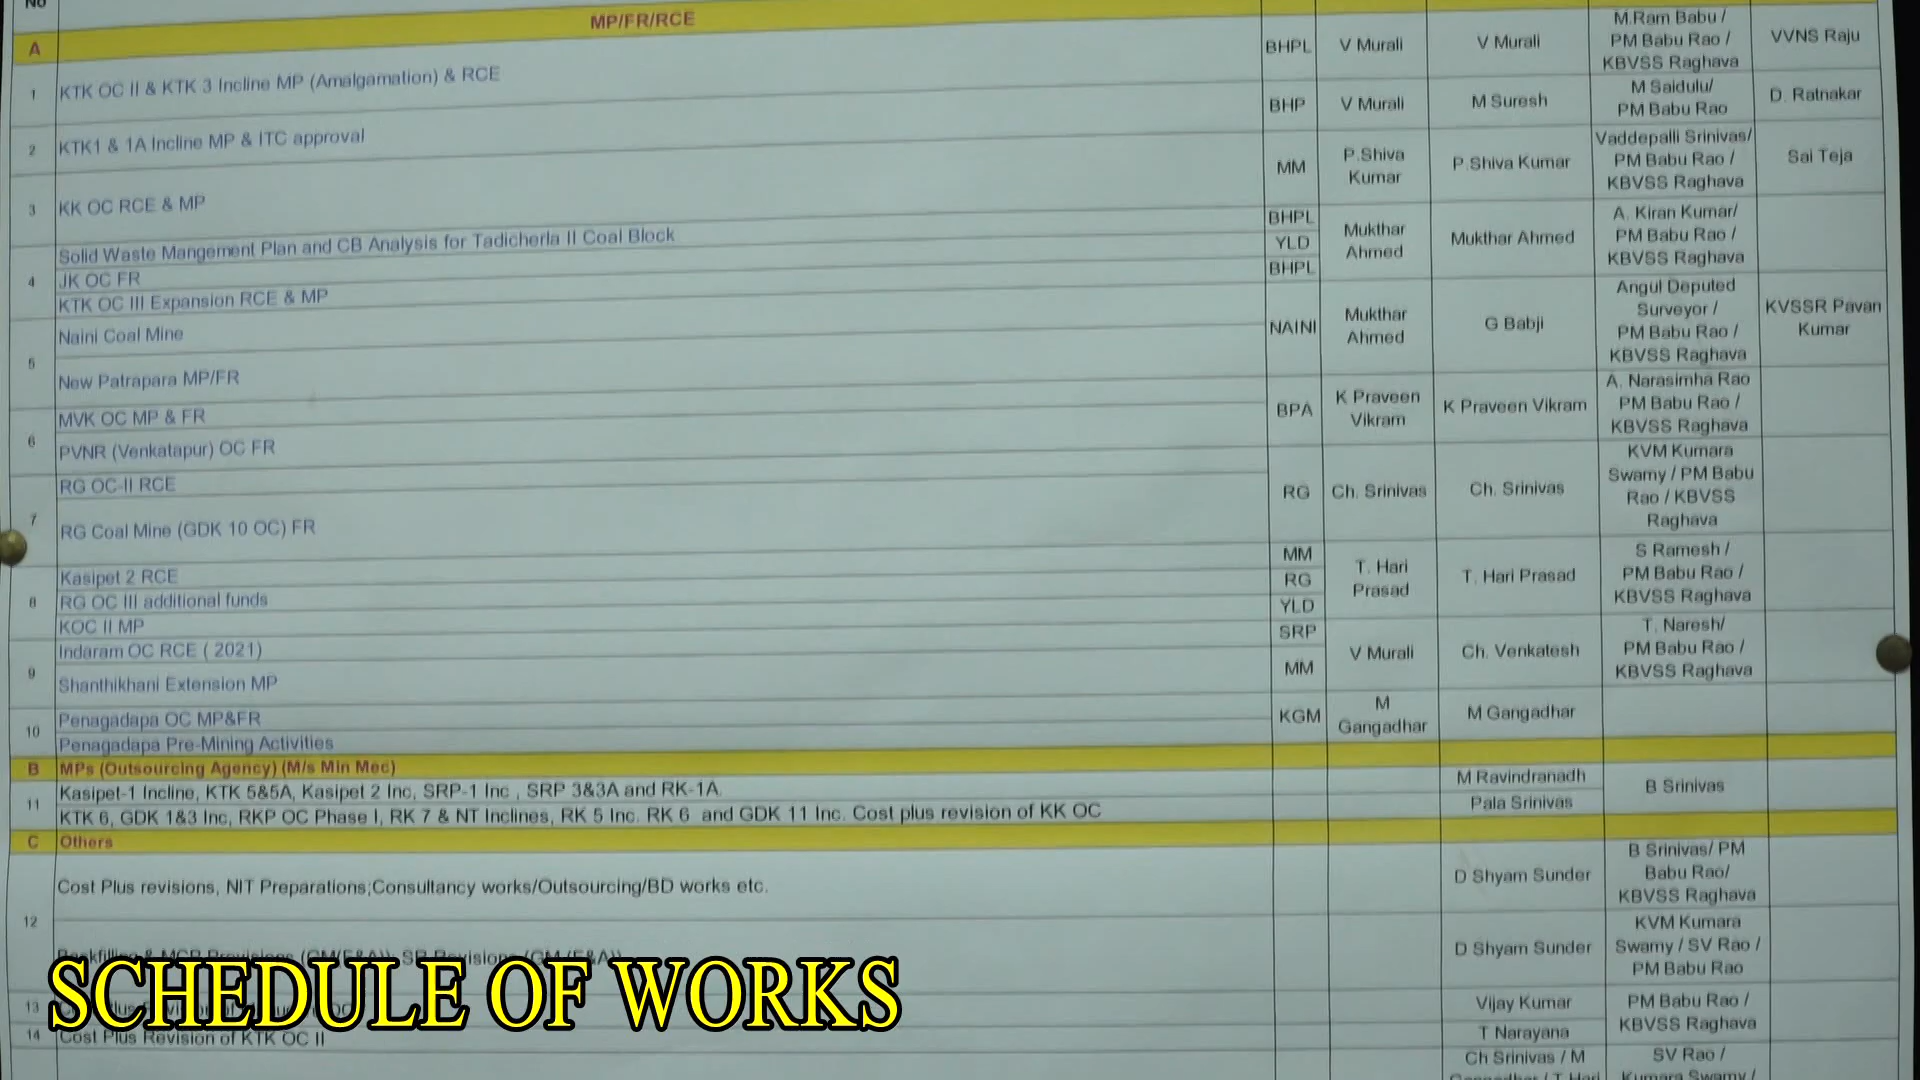 No
A MP/FR/RCE
1 KTK OC II & KTK 3 Incline MP (Amalgamation) & RCE BHPL V Murali V Murali M.Ram Babu / PM Babu Rao / KBVSS Raghava VVNS Raju
2 KTK1 & 1A Incline MP & ITC approval BHP V Murali M Suresh M Saidulu/ PM Babu Rao D. Ratnakar
3 KK OC RCE & MP MM P.Shiva Kumar P.Shiva Kumar Vaddepalli Srinivas/ PM Babu Rao / KBVSS Raghava Sai Teja
4 Solid Waste Mangement Plan and CB Analysis for Tadicherla II Coal Block BHPL Mukthar Ahmed Mukthar Ahmed A. Kiran Kumar/ PM Babu Rao / KBVSS Raghava
JK OC FR YLD
KTK OC III Expansion RCE & MP BHPL
5 Naini Coal Mine NAINI Mukthar Ahmed G Babji Angul Deputed Surveyor / PM Babu Rao / KBVSS Raghava KVSSR Pavan Kumar
New Patrapara MP/FR
6 MVK OC MP & FR BPA K Praveen Vikram K Praveen Vikram A. Narasimha Rao PM Babu Rao / KBVSS Raghava
PVNR (Venkatapur) OC FR
7 RG OC-II RCE RG Ch. Srinivas Ch. Srinivas KVM Kumara Swamy / PM Babu Rao / KBVSS Raghava
RG Coal Mine (GDK 10 OC) FR
8 Kasipet 2 RCE MM T. Hari Prasad T. Hari Prasad S Ramesh / PM Babu Rao / KBVSS Raghava
RG OC III additional funds RG
KOC II MP YLD
9 Indaram OC RCE ( 2021) SRP V Murali Ch. Venkatesh T. Naresh/ PM Babu Rao / KBVSS Raghava
Shanthikhani Extension MP MM
10 Penagadapa OC MP&FR KGM M Gangadhar M Gangadhar
Penagadapa Pre-Mining Activities
B MPs (Outsourcing Agency) (M/s Min Mec)
11 Kasipet-1 Incline, KTK 5&5A, Kasipet 2 Inc, SRP-1 Inc , SRP 3&3A and RK-1A. M Ravindranadh B Srinivas
KTK 6, GDK 1&3 Inc, RKP OC Phase I, RK 7 & NT Inclines, RK 5 Inc. RK 6 and GDK 11 Inc. Cost plus revision of KK OC Pala Srinivas
C Others
12 Cost Plus revisions, NIT Preparations;Consultancy works/Outsourcing/BD works etc. D Shyam Sunder B Srinivas/ PM Babu Rao/ KBVSS Raghava
D Shyam Sunder KVM Kumara Swamy / SV Rao / PM Babu Rao
13 Vijay Kumar PM Babu Rao / KBVSS Raghava
14 Cost Plus Revision of KTK OC II T Narayana
Ch Srinivas / M SV Rao /
SCHEDULE OF WORKS